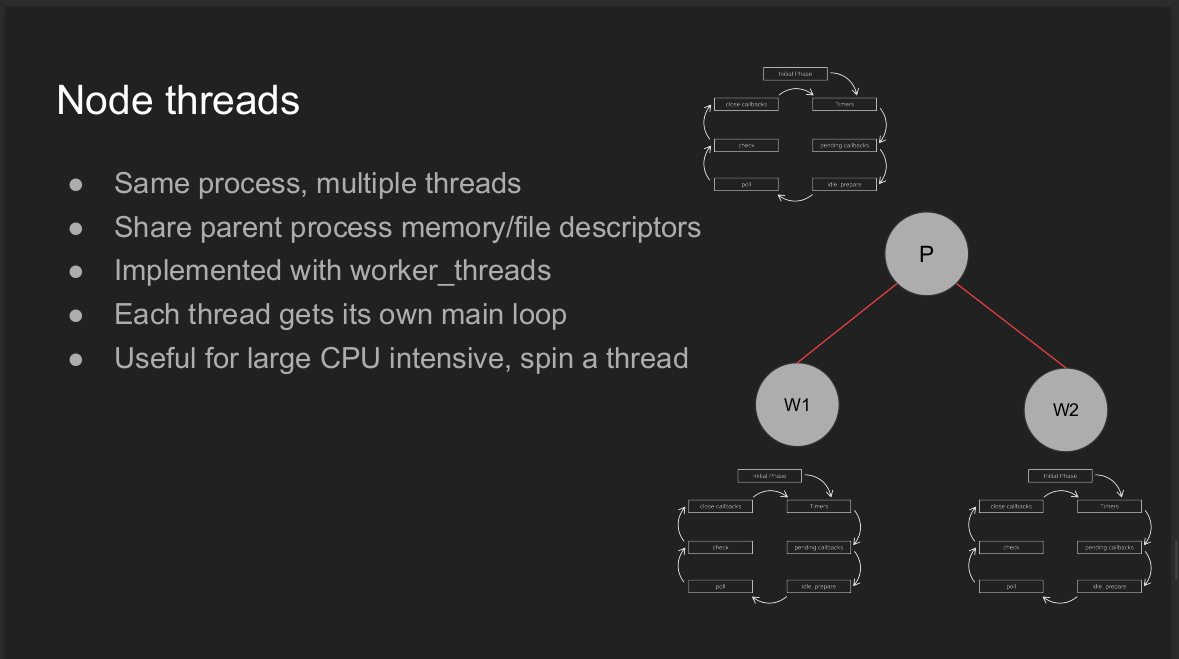 Node threads
● Same process, multiple threads
● Share parent process memory/file descriptors
● Implemented with worker_threads
● Each thread gets its own main loop
● Useful for large CPU intensive, spin a thread
Initial Phase
close callbacks
Timers
check
pending callbacks
poll
idle, prepare
P
W1
W2
Initial Phase
close callbacks
Timers
check
pending callbacks
poll
idle, prepare
Initial Phase
close callbacks
Timers
check
pending callbacks
poll
idle, prepare